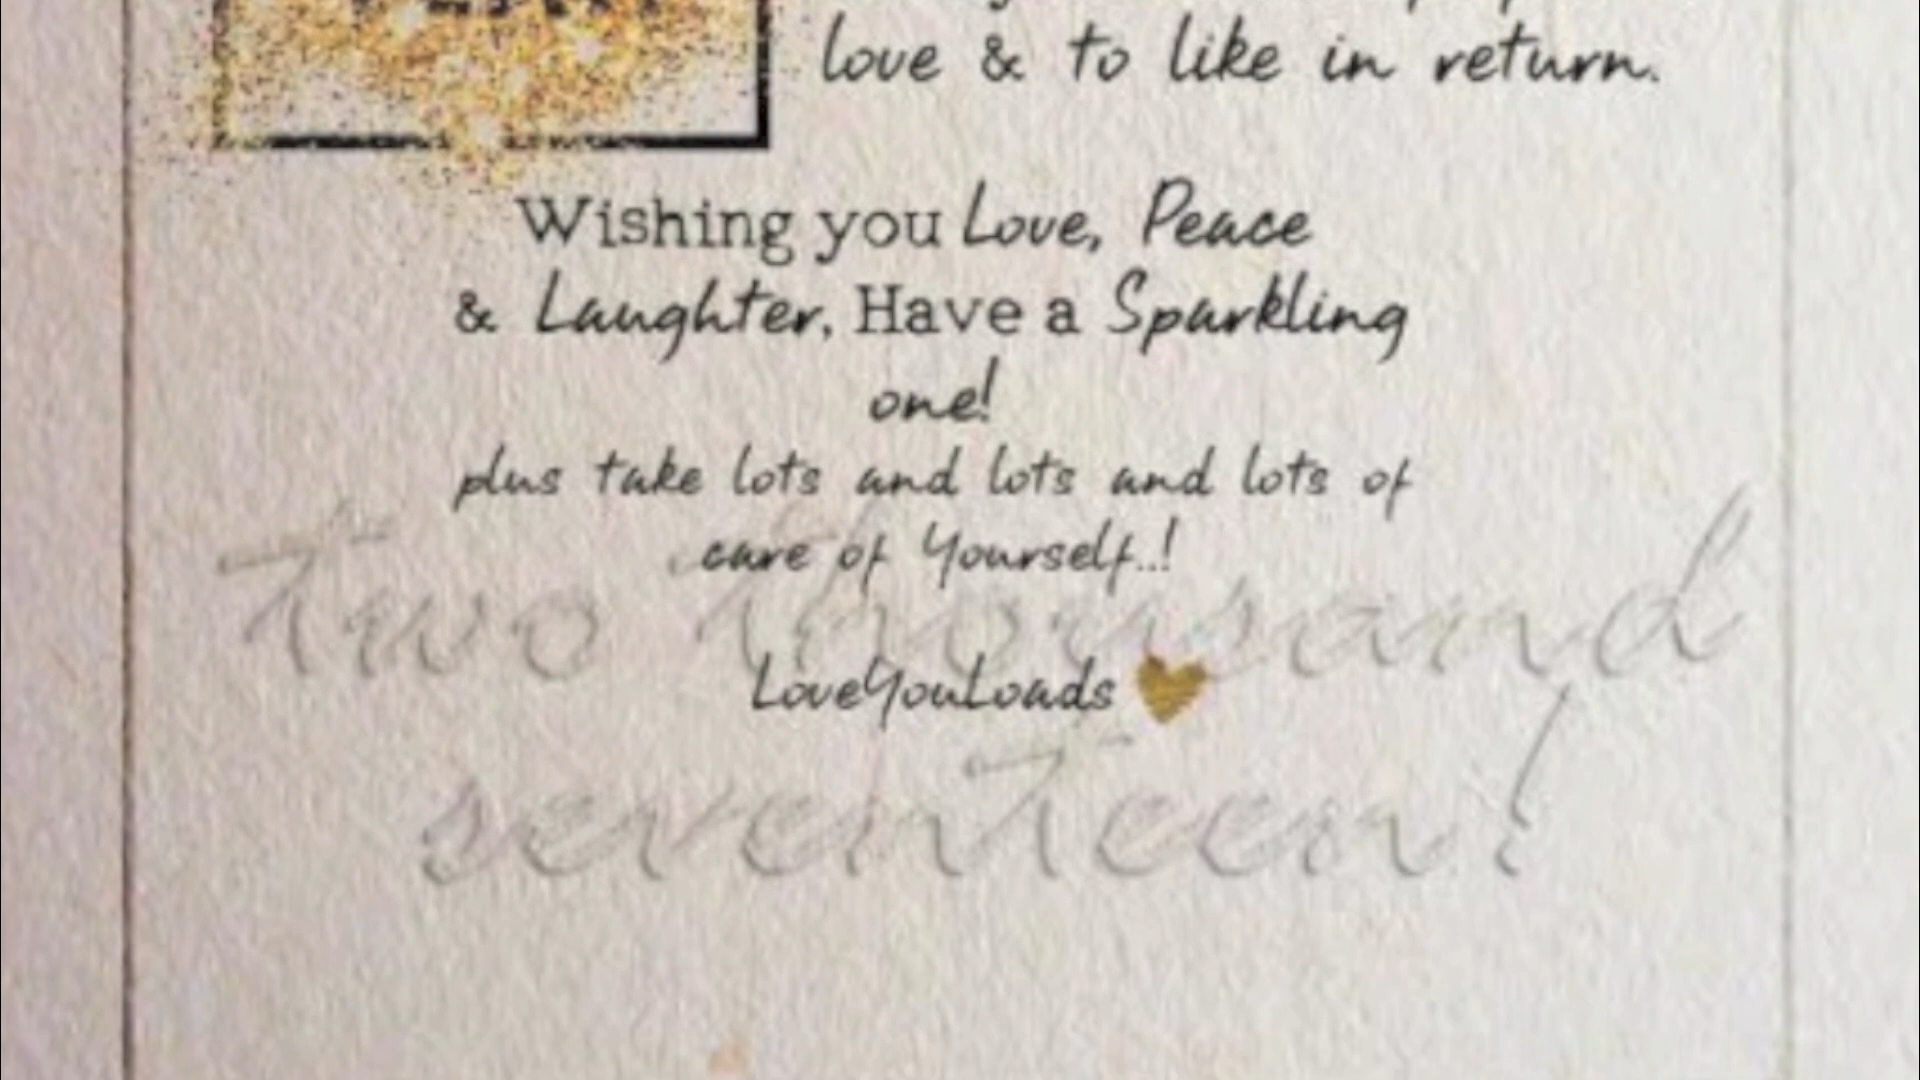 love & to like in return.
Wishing you Love, Peace
& Laughter, Have a Sparkling
one!
plus take lots and lots and lots of
care of Yourself..!
two thousand
LoveYouLoads
seventeen!